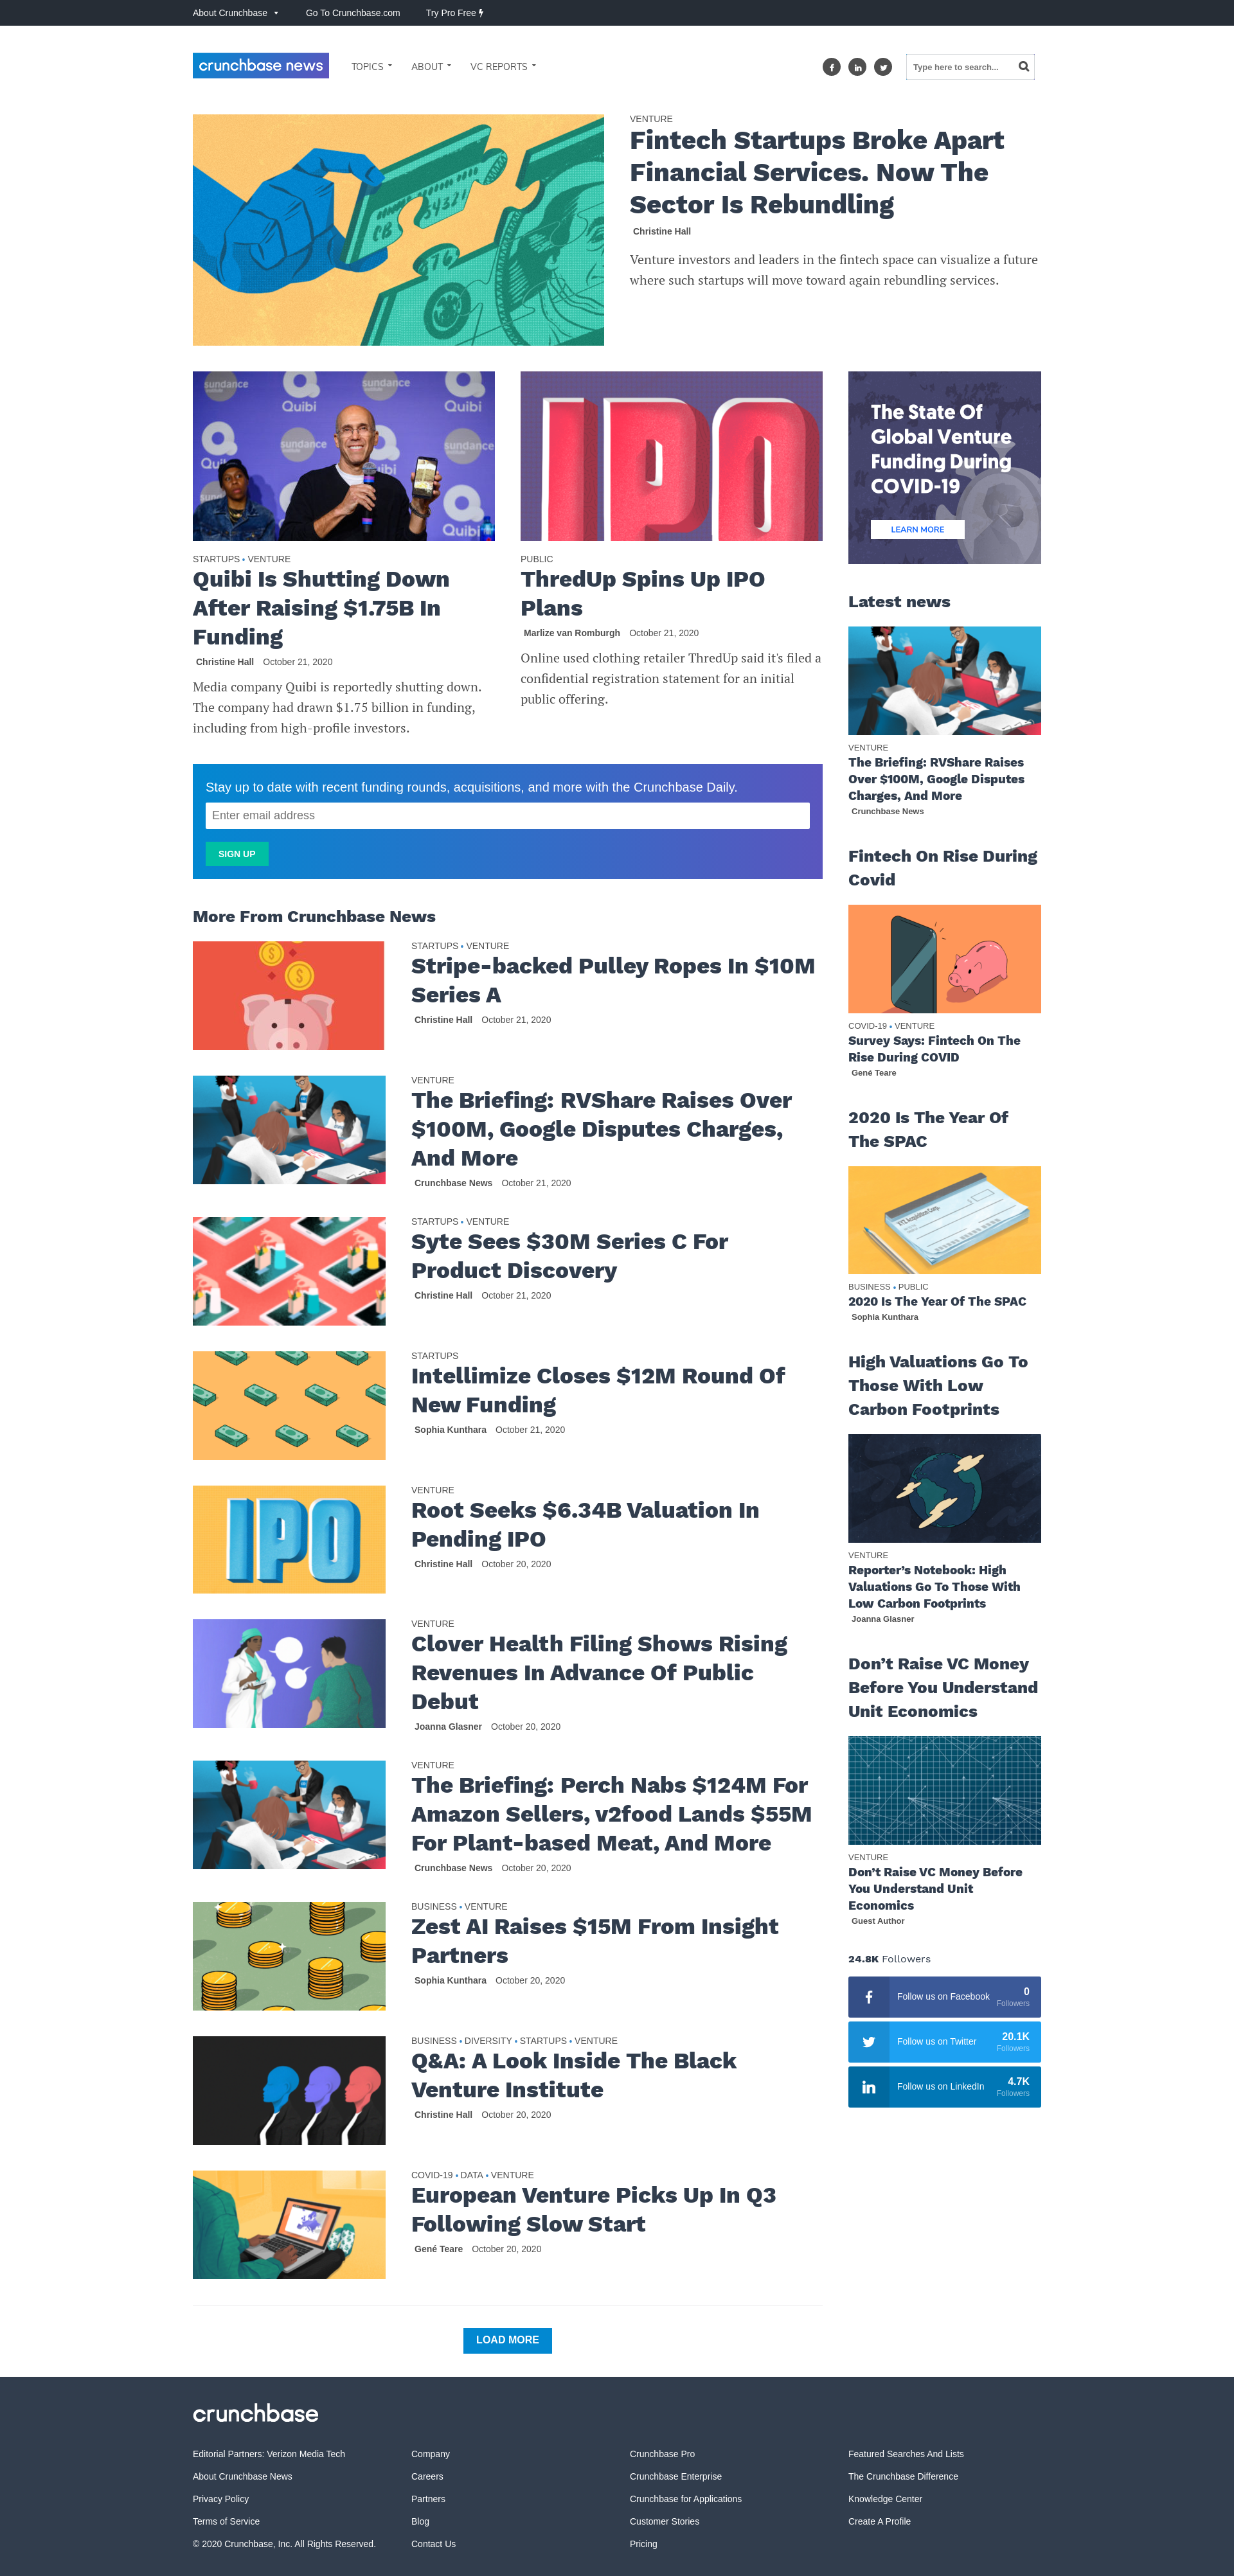 About Crunchbase
Go To Crunchbase.com
Try Pro Free
crunchbase news
TOPICS
ABOUT
VC REPORTS
Type here to search...
VENTURE
Fintech Startups Broke Apart
Financial Services. Now The
Sector Is Rebundling
Christine Hall
Venture investors and leaders in the fintech space can visualize a future
where such startups will move toward again rebundling services.
sundance
institute
Quibi
sundance
Quibi
sundance
STARTUPS • VENTURE
Quibi Is Shutting Down
After Raising $1.75B In
Funding
Christine Hall October 21, 2020
Media company Quibi is reportedly shutting down.
The company had drawn $1.75 billion in funding,
including from high-profile investors.
IPO
PUBLIC
ThredUp Spins Up IPO
Plans
Marlize van Romburgh October 21, 2020
Online used clothing retailer ThredUp said it's filed a
confidential registration statement for an initial
public offering.
The State Of
Global Venture
Funding During
COVID-19
LEARN MORE
Stay up to date with recent funding rounds, acquisitions, and more with the Crunchbase Daily.
Enter email address
SIGN UP
More From Crunchbase News
STARTUPS • VENTURE
Stripe-backed Pulley Ropes In $10M
Series A
Christine Hall October 21, 2020
VENTURE
The Briefing: RVShare Raises Over
$100M, Google Disputes Charges,
And More
Crunchbase News October 21, 2020
STARTUPS • VENTURE
Syte Sees $30M Series C For
Product Discovery
Christine Hall October 21, 2020
STARTUPS
Intellimize Closes $12M Round Of
New Funding
Sophia Kunthara October 21, 2020
IPO
VENTURE
Root Seeks $6.34B Valuation In
Pending IPO
Christine Hall October 20, 2020
VENTURE
Clover Health Filing Shows Rising
Revenues In Advance Of Public
Debut
Joanna Glasner October 20, 2020
VENTURE
The Briefing: Perch Nabs $124M For
Amazon Sellers, v2food Lands $55M
For Plant-based Meat, And More
Crunchbase News October 20, 2020
BUSINESS • VENTURE
Zest AI Raises $15M From Insight
Partners
Sophia Kunthara October 20, 2020
BUSINESS • DIVERSITY • STARTUPS • VENTURE
Q&A: A Look Inside The Black
Venture Institute
Christine Hall October 20, 2020
COVID-19 • DATA • VENTURE
European Venture Picks Up In Q3
Following Slow Start
Gené Teare October 20, 2020
LOAD MORE
Latest news
VENTURE
The Briefing: RVShare Raises
Over $100M, Google Disputes
Charges, And More
Crunchbase News
Fintech On Rise During
Covid
COVID-19 • VENTURE
Survey Says: Fintech On The
Rise During COVID
Gené Teare
2020 Is The Year Of
The SPAC
XYZ Acquisition Corp.
BUSINESS • PUBLIC
2020 Is The Year Of The SPAC
Sophia Kunthara
High Valuations Go To
Those With Low
Carbon Footprints
VENTURE
Reporter’s Notebook: High
Valuations Go To Those With
Low Carbon Footprints
Joanna Glasner
Don’t Raise VC Money
Before You Understand
Unit Economics
VENTURE
Don’t Raise VC Money Before
You Understand Unit
Economics
Guest Author
24.8K Followers
Follow us on Facebook
0
Followers
Follow us on Twitter
20.1K
Followers
Follow us on LinkedIn
4.7K
Followers
crunchbase
Editorial Partners: Verizon Media Tech
About Crunchbase News
Privacy Policy
Terms of Service
© 2020 Crunchbase, Inc. All Rights Reserved.
Company
Careers
Partners
Blog
Contact Us
Crunchbase Pro
Crunchbase Enterprise
Crunchbase for Applications
Customer Stories
Pricing
Featured Searches And Lists
The Crunchbase Difference
Knowledge Center
Create A Profile